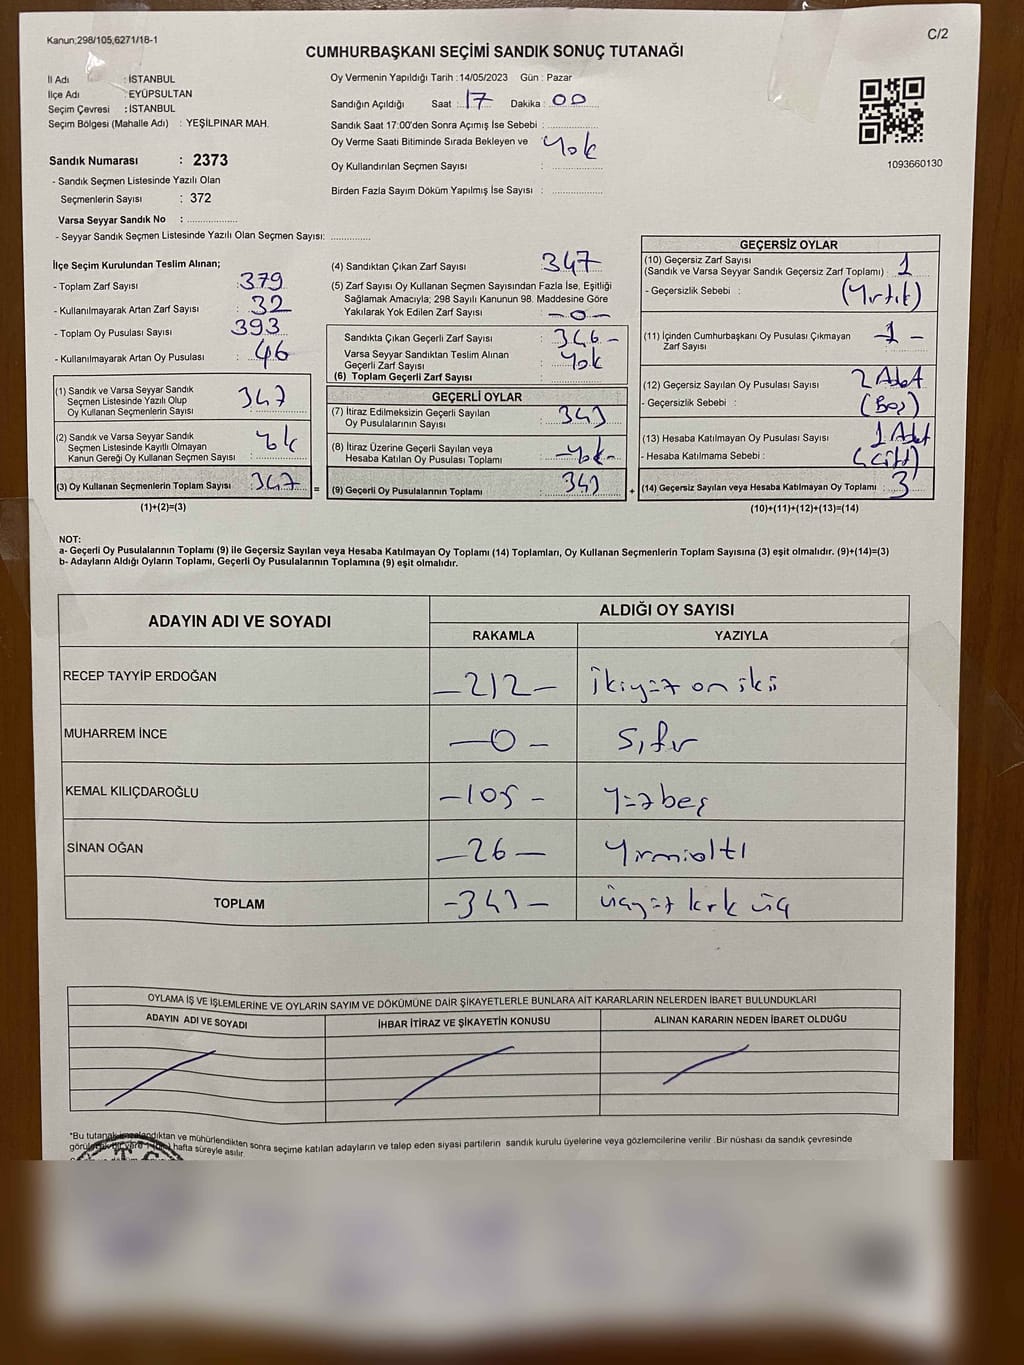 Kanun;298/105,6271/18-1
C/2
CUMHURBAŞKANI SEÇİMİ SANDIK SONUÇ TUTANAĞI
İl Adı : İSTANBUL
İlçe Adı : EYÜPSULTAN
Seçim Çevresi : İSTANBUL
Seçim Bölgesi (Mahalle Adı) : YEŞİLPINAR MAH.
Oy Vermenin Yapıldığı Tarih :14/05/2023 Gün : Pazar
Sandığın Açıldığı Saat : 17 Dakika : 00
Sandık Saat 17:00'den Sonra Açımış İse Sebebi :
Oy Verme Saati Bitiminde Sırada Bekleyen ve Yok
Oy Kullandırılan Seçmen Sayısı :
Birden Fazla Sayım Döküm Yapılmış İse Sayısı :
1093660130
Sandık Numarası : 2373
- Sandık Seçmen Listesinde Yazılı Olan
Seçmenlerin Sayısı : 372
Varsa Seyyar Sandık No :
- Seyyar Sandık Seçmen Listesinde Yazılı Olan Seçmen Sayısı:
İlçe Seçim Kurulundan Teslim Alınan;
- Toplam Zarf Sayısı : 379
- Kullanılmayarak Artan Zarf Sayısı : 32
- Toplam Oy Pusulası Sayısı : 393
- Kullanılmayarak Artan Oy Pusulası : 46
(1) Sandık ve Varsa Seyyar Sandık
Seçmen Listesinde Yazılı Olup
Oy Kullanan Seçmenlerin Sayısı : 347
(2) Sandık ve Varsa Seyyar Sandık
Seçmen Listesinde Kayıtlı Olmayan
Kanun Gereği Oy Kullanan Seçmen Sayısı : Yok
(3) Oy Kullanan Seçmenlerin Toplam Sayısı : 347
(1)+(2)=(3)
(4) Sandıktan Çıkan Zarf Sayısı : 347
(5) Zarf Sayısı Oy Kullanan Seçmen Sayısından Fazla İse, Eşitliği
Sağlamak Amacıyla; 298 Sayılı Kanunun 98. Maddesine Göre
Yakılarak Yok Edilen Zarf Sayısı : -0-
Sandıkta Çıkan Geçerli Zarf Sayısı : 346 -
Varsa Seyyar Sandıktan Teslim Alınan
Geçerli Zarf Sayısı : Yok
(6) Toplam Geçerli Zarf Sayısı :
=
GEÇERLİ OYLAR
(7) İtiraz Edilmeksizin Geçerli Sayılan
Oy Pusulalarının Sayısı : 343
(8) İtiraz Üzerine Geçerli Sayılan veya
Hesaba Katılan Oy Pusulası Toplamı : -Yok-
(9) Geçerli Oy Pusulalarının Toplamı : 343
+
GEÇERSİZ OYLAR
(10) Geçersiz Zarf Sayısı
(Sandık ve Varsa Seyyar Sandık Geçersiz Zarf Toplamı) : 1
- Geçersizlik Sebebi : (Yırtık)
(11) İçinden Cumhurbaşkanı Oy Pusulası Çıkmayan
Zarf Sayısı : -1-
(12) Geçersiz Sayılan Oy Pusulası Sayısı : 2 Adet
- Geçersizlik Sebebi : (Boş)
(13) Hesaba Katılmayan Oy Pusulası Sayısı : 1 Adet
- Hesaba Katılmama Sebebi : (Çift)
(14) Geçersiz Sayılan veya Hesaba Katılmayan Oy Toplamı : 3
(10)+(11)+(12)+(13)=(14)
NOT:
a- Geçerli Oy Pusulalarının Toplamı (9) ile Geçersiz Sayılan veya Hesaba Katılmayan Oy Toplamı (14) Toplamları, Oy Kullanan Seçmenlerin Toplam Sayısına (3) eşit olmalıdır. (9)+(14)=(3)
b- Adayların Aldığı Oyların Toplamı, Geçerli Oy Pusulalarının Toplamına (9) eşit olmalıdır.
ADAYIN ADI VE SOYADI
ALDIĞI OY SAYISI
RAKAMLA YAZIYLA
RECEP TAYYİP ERDOĞAN -212- ikiyüz on iki
MUHARREM İNCE -0- Sıfır
KEMAL KILIÇDAROĞLU -105- Yüzbeş
SİNAN OĞAN -26- Yirmialtı
TOPLAM -343- üçyüz kırk üç
OYLAMA İŞ VE İŞLEMLERİNE VE OYLARIN SAYIM VE DÖKÜMÜNE DAİR ŞİKAYETLERLE BUNLARA AİT KARARLARIN NELERDEN İBARET BULUNDUKLARI
ADAYIN ADI VE SOYADI İHBAR İTİRAZ VE ŞİKAYETİN KONUSU ALINAN KARARIN NEDEN İBARET OLDUĞU
*Bu tutanak imzalandıktan ve mühürlendikten sonra seçime katılan adayların ve talep eden siyasi partilerin sandık kurulu üyelerine veya gözlemcilerine verilir .Bir nüshası da sandık çevresinde
hafta süreyle asılır.